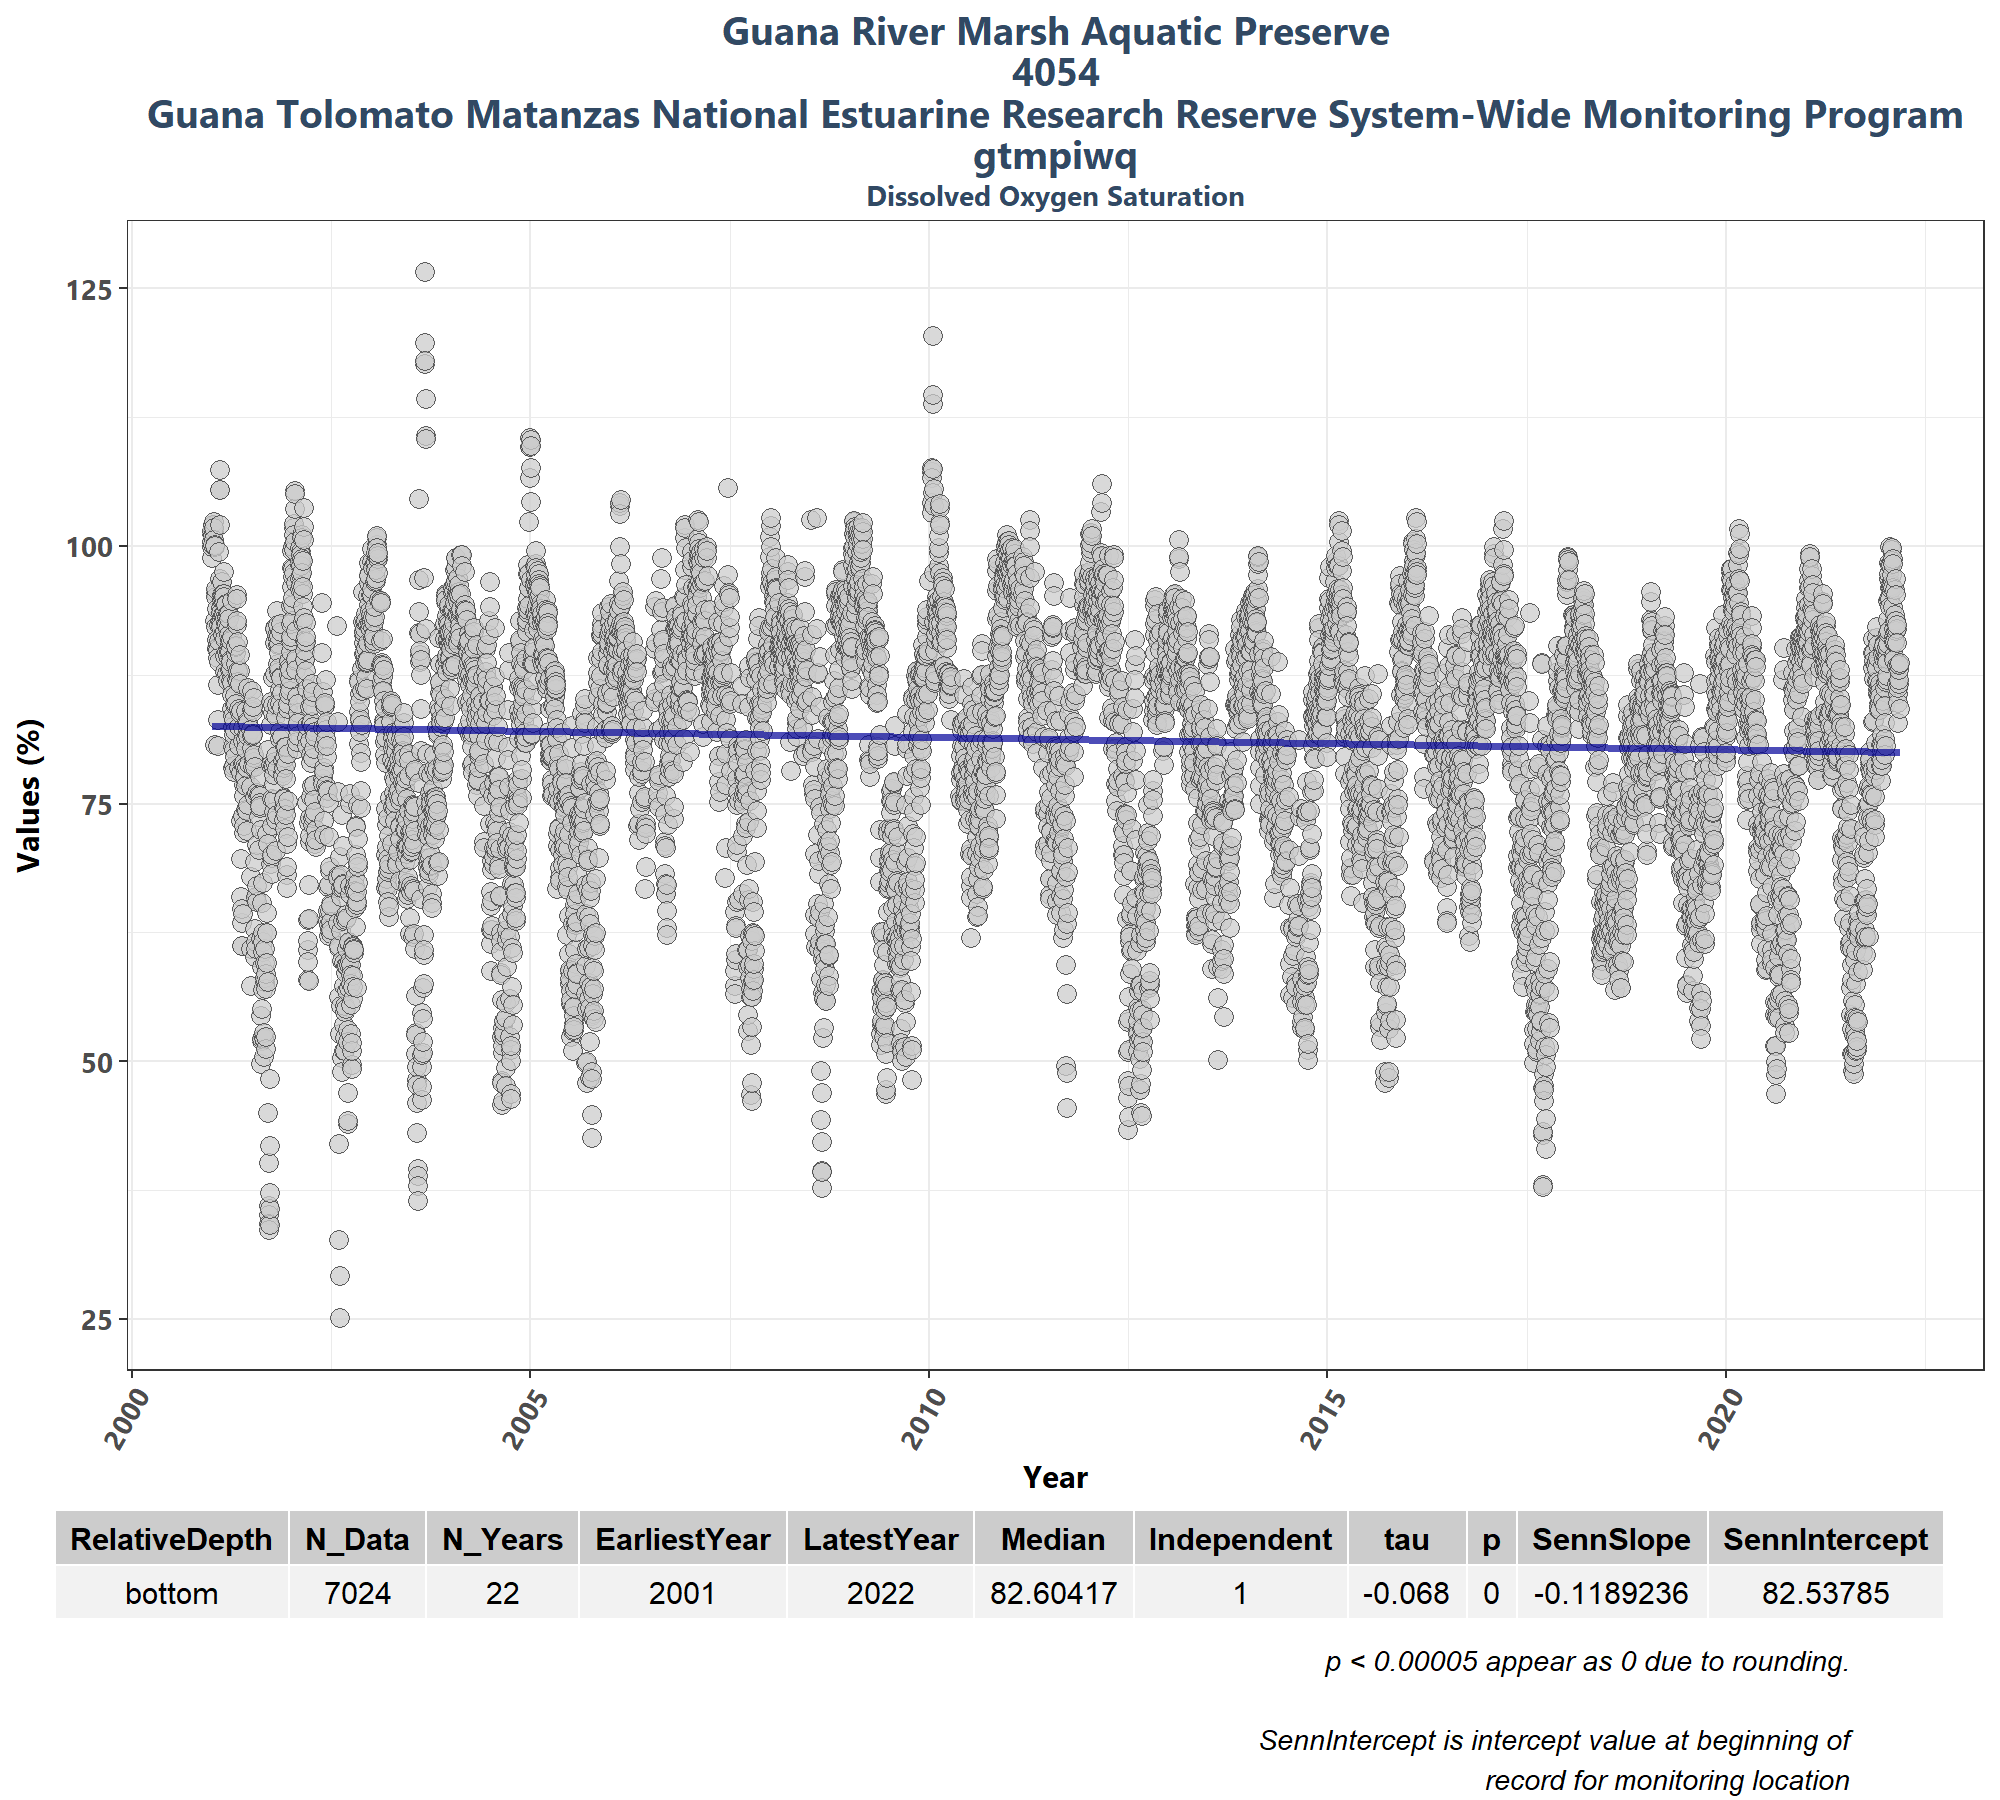 Guana River Marsh Aquatic Preserve
4054
Guana Tolomato Matanzas National Estuarine Research Reserve System-Wide Monitoring Program
gtmpiwq
Dissolved Oxygen Saturation
Values (%)
125
100
75
50
25
2000 2005 2010 2015 2020
Year
RelativeDepth N_Data N_Years EarliestYear LatestYear Median Independent tau p SennSlope SennIntercept
bottom 7024 22 2001 2022 82.60417 1 -0.068 0 -0.1189236 82.53785
p < 0.00005 appear as 0 due to rounding.
SennIntercept is intercept value at beginning of
record for monitoring location